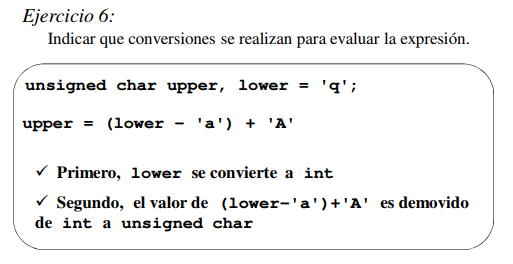 Ejercicio 6:
Indicar que conversiones se realizan para evaluar la expresión.
unsigned char upper, lower = 'q';
upper = (lower - 'a') + 'A'
✓ Primero, lower se convierte a int
✓ Segundo, el valor de (lower-'a')+'A' es demovido
de int a unsigned char